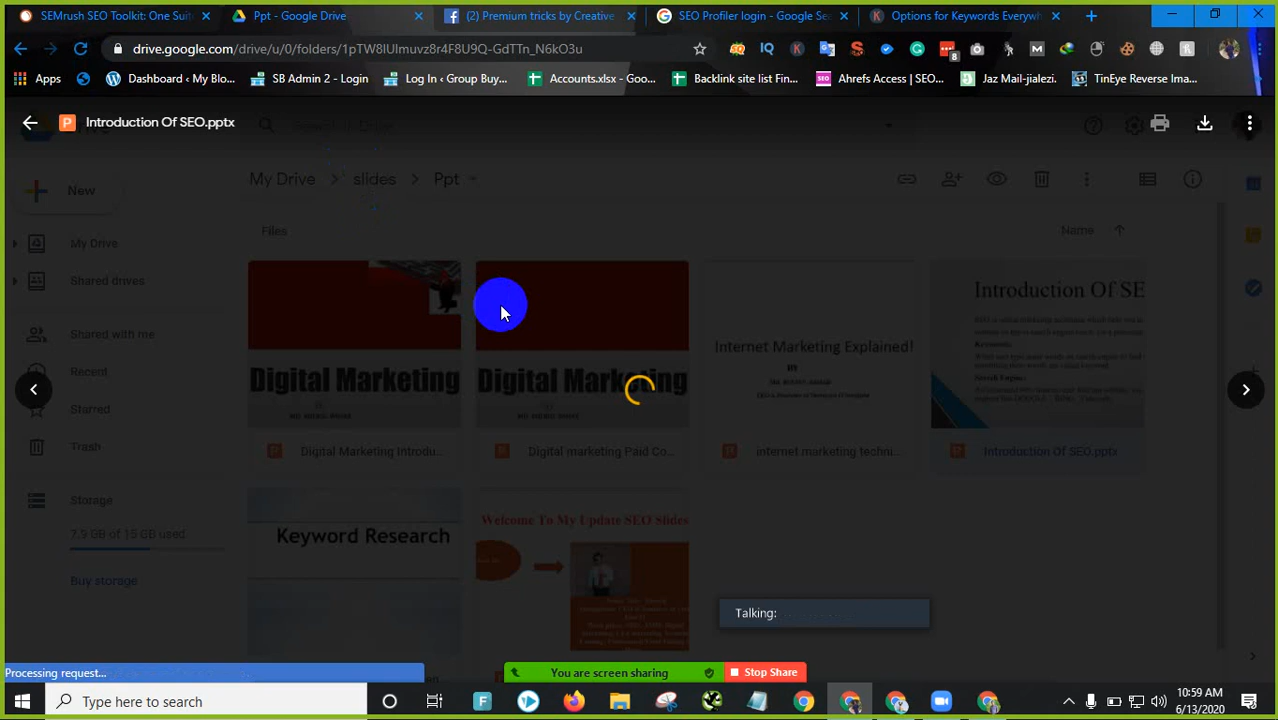 SEMrush SEO Toolkit: One Suit
Ppt - Google Drive
(2) Premium tricks by Creative
SEO Profiler login - Google Se
Options for Keywords Everywh
drive.google.com/drive/u/0/folders/1pTW8lUlmuvz8r4F8U9Q-GdTTn_N6kO3u
Apps
Dashboard ‹ My Blo...
SB Admin 2 - Login
Log In ‹ Group Buy...
Accounts.xlsx - Goo...
Backlink site list Fin...
Ahrefs Access | SEO...
Jaz Mail-jialezi.
TinEye Reverse Ima...
Introduction Of SEO.pptx
New
My Drive
slides
Ppt
Files
Name
My Drive
Shared drives
Shared with me
Recent
Starred
Trash
Storage
7.9 GB of 15 GB used
Buy storage
Digital Marketing
Digital Marketing
Internet Marketing Explained!
BY
Introduction Of SE
Keywords:
Search Engine:
Digital Marketing Introdu...
Digital marketing Paid Co...
internet marketing techni...
Introduction Of SEO.pptx
Keyword Research
Welcome To My Update SEO Slides
Talking:
Processing request...
You are screen sharing
Stop Share
Type here to search
10:59 AM
6/13/2020